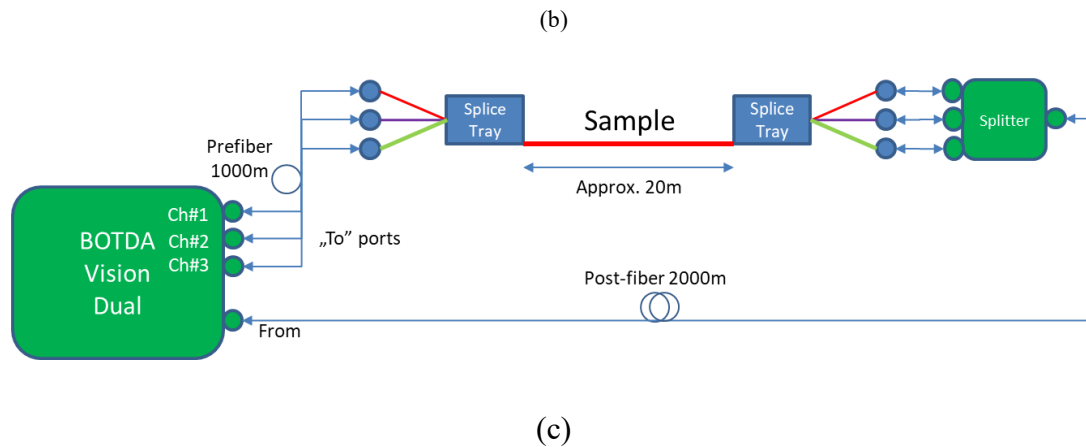 (b)
Splice
Tray
Sample
Splice
Tray
Splitter
Prefiber
1000m
Approx. 20m
Ch#1
Ch#2
Ch#3
BOTDA
Vision
Dual
„To” ports
Post-fiber 2000m
From
(c)